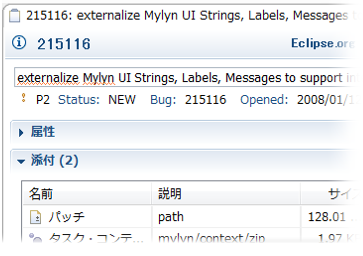 215116: externalize Mylyn UI Strings, Labels, Messages t
215116 Eclipse.org
externalize Mylyn UI Strings, Labels, Messages to support in
P2 Status: NEW Bug: 215116 Opened: 2008/01/1
属性
添付 (2)
名前 説明 サイ
パッチ path 128.01
タスク・コンテ... mylyn/context/zip 1.97 K